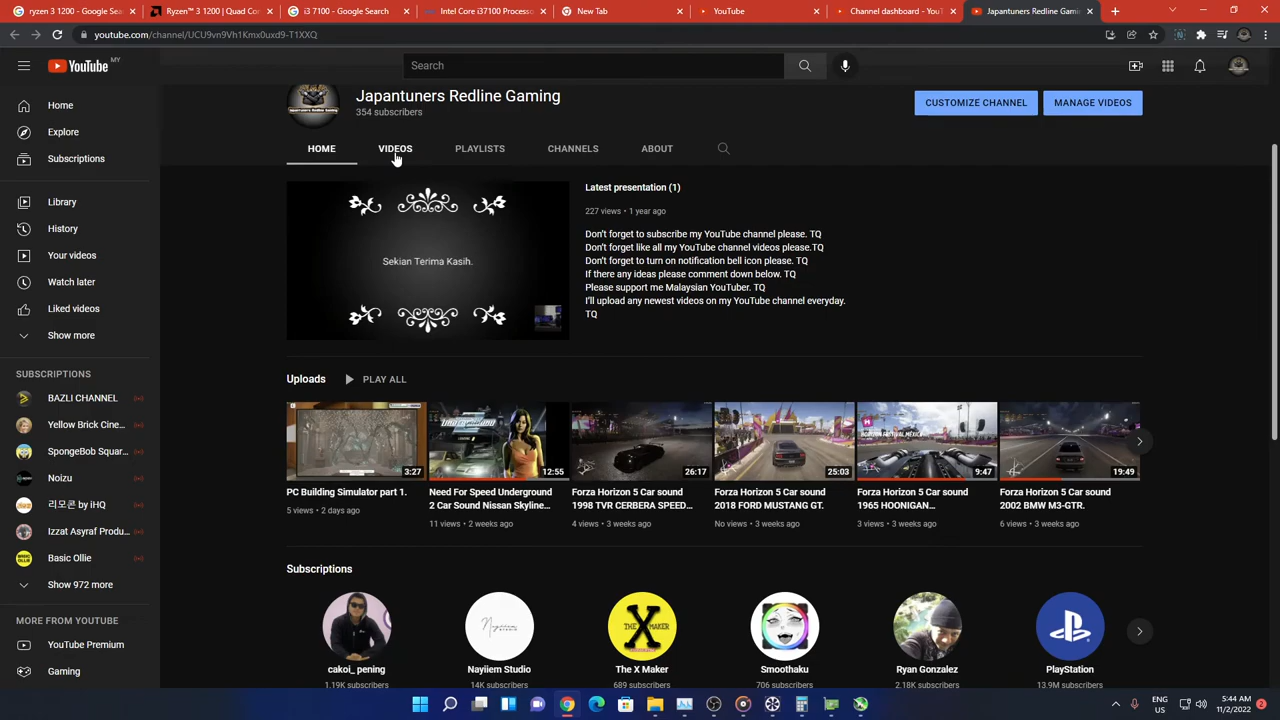 ryzen 3 1200 - Google Sear
Ryzen™ 3 1200 | Quad Cor
i3 7100 - Google Search
Intel Core i37100 Processo
New Tab
YouTube
Channel dashboard - YouT
Japantuners Redline Gaming
youtube.com/channel/UCU9vn9Vh1Kmx0uxd9-T1XXQ
YouTube MY
Search
Home
Explore
Subscriptions
Library
History
Your videos
Watch later
Liked videos
Show more
SUBSCRIPTIONS
BAZLI CHANNEL
Yellow Brick Cine...
SpongeBob Squar...
Noizu
리모콘 by iHQ
Izzat Asyraf Produ...
Basic Ollie
Show 972 more
MORE FROM YOUTUBE
YouTube Premium
Gaming
Japantuners Redline Gaming
354 subscribers
CUSTOMIZE CHANNEL
MANAGE VIDEOS
HOME VIDEOS PLAYLISTS CHANNELS ABOUT
Sekian Terima Kasih.
Latest presentation (1)
227 views • 1 year ago
Don't forget to subscribe my YouTube channel please. TQ
Don't forget like all my YouTube channel videos please.TQ
Don't forget to turn on notification bell icon please. TQ
If there any ideas please comment down below. TQ
Please support me Malaysian YouTuber. TQ
I'll upload any newest videos on my YouTube channel everyday.
TQ
Uploads PLAY ALL
3:27
PC Building Simulator part 1.
5 views • 2 days ago
12:55
Need For Speed Underground
2 Car Sound Nissan Skyline...
11 views • 2 weeks ago
26:17
Forza Horizon 5 Car sound
1998 TVR CERBERA SPEED...
4 views • 3 weeks ago
25:03
Forza Horizon 5 Car sound
2018 FORD MUSTANG GT.
No views • 3 weeks ago
9:47
Forza Horizon 5 Car sound
1965 HOONIGAN...
3 views • 3 weeks ago
19:49
Forza Horizon 5 Car sound
2002 BMW M3-GTR.
6 views • 3 weeks ago
Subscriptions
cakoi_ pening
1.19K subscribers
Nayiiem Studio
14K subscribers
THE X MAKER
The X Maker
689 subscribers
Smoothaku
706 subscribers
Ryan Gonzalez
2.18K subscribers
PlayStation
13.9M subscribers
ENG
US
5:44 AM
11/2/2022
2